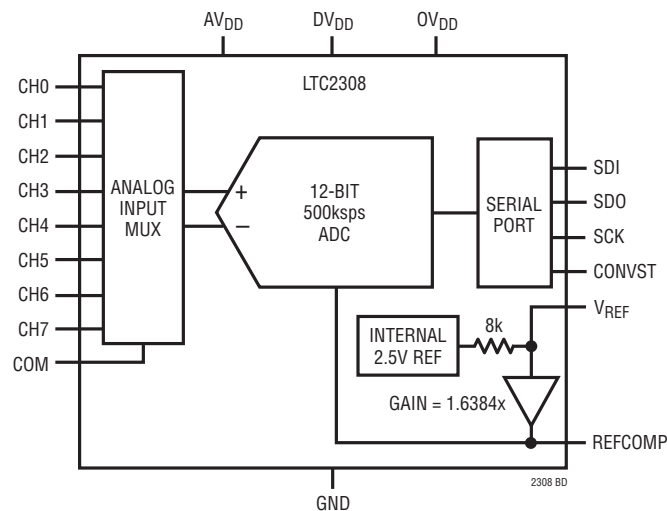 AVDD
DVDD
OVDD
LTC2308
CH0
CH1
CH2
CH3
CH4
CH5
CH6
CH7
COM
ANALOG
INPUT
MUX
+
−
12-BIT
500ksps
ADC
SERIAL
PORT
SDI
SDO
SCK
CONVST
VREF
INTERNAL
2.5V REF
8k
GAIN = 1.6384x
REFCOMP
2308 BD
GND